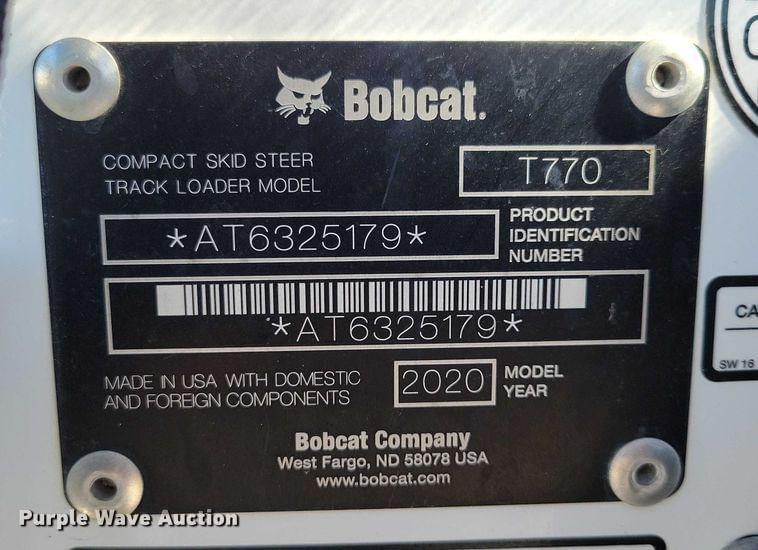 Bobcat.
COMPACT SKID STEER
TRACK LOADER MODEL
T770
*AT6325179*
PRODUCT
IDENTIFICATION
NUMBER
*AT6325179*
MADE IN USA WITH DOMESTIC
AND FOREIGN COMPONENTS
2020
MODEL
YEAR
Bobcat Company
West Fargo, ND 58078 USA
www.bobcat.com
CA
SW 16
Purple Wave Auction